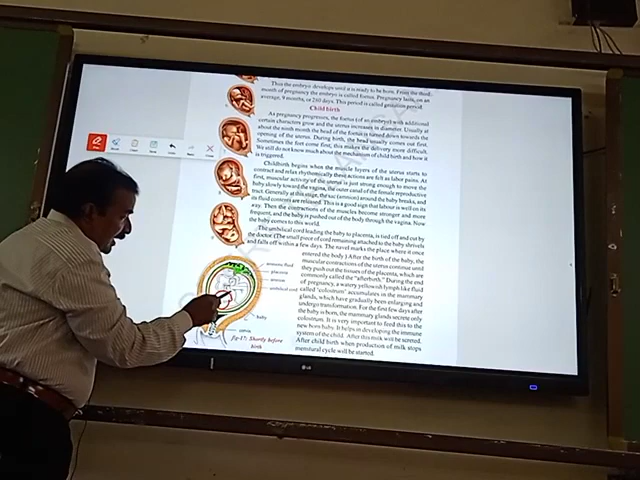 Thus the embryo develops until it is ready to be born. From the third
month of pregnancy the embryo is called foetus. Pregnancy lasts, on an
average, 9 months, or 280 days. This period is called gestation period
Child birth
As pregnancy progresses, the foetus (of an embryo) with additional
certain characters grow and the uterus increases in diameter. Usually at
about the ninth month the head of the foetus is turned down towards the
opening of the uterus. During birth, the head usually comes out first.
Sometimes the feet come first, this makes the delivery more difficult.
We still do not know much about the mechanism of child birth and how it
is triggered.
Childbirth begins when the muscle layers of the uterus starts to
contract and relax rhythmically these actions are felt as labor pains. At
first, muscular activity of the uterus is just strong enough to move the
baby slowly toward the vagina, the outer canal of the female reproductive
tract. Generally at this stage, the sac (amnion) around the baby breaks, and
its fluid contents are released. This is a good sign that labour is well on its
way. Then the contractions of the muscles become stronger and more
frequent, and the baby is pushed out of the body through the vagina. Now
the baby comes to this world.
The umbilical cord leading the baby to placenta, is tied off and cut by
the doctor. (The small piece of cord remaining attached to the baby shrivels
and falls off within a few days. The navel marks the place where it once
entered the body.) After the birth of the baby, the
muscular contractions of the uterus continue until
they push out the tissues of the placenta, which are
commonly called the "afterbirth." During the end
of pregnancy, a watery yellowish lymph like fluid
called "colostrum" accumulates in the mammary
glands, which have gradually been enlarging and
undergo transformation. For the first few days after
the baby is born, the mammary glands secrete only
colostrum. It is very important to feed this to the
new born baby. It helps in developing the immune
system of the child. After this milk will be secreted.
After child birth when production of milk stops
menstural cycle will be started.
amniotic fluid
placenta
uterus
umbilical cord
baby
cervix
fig-17: Shortly before
birth
LG